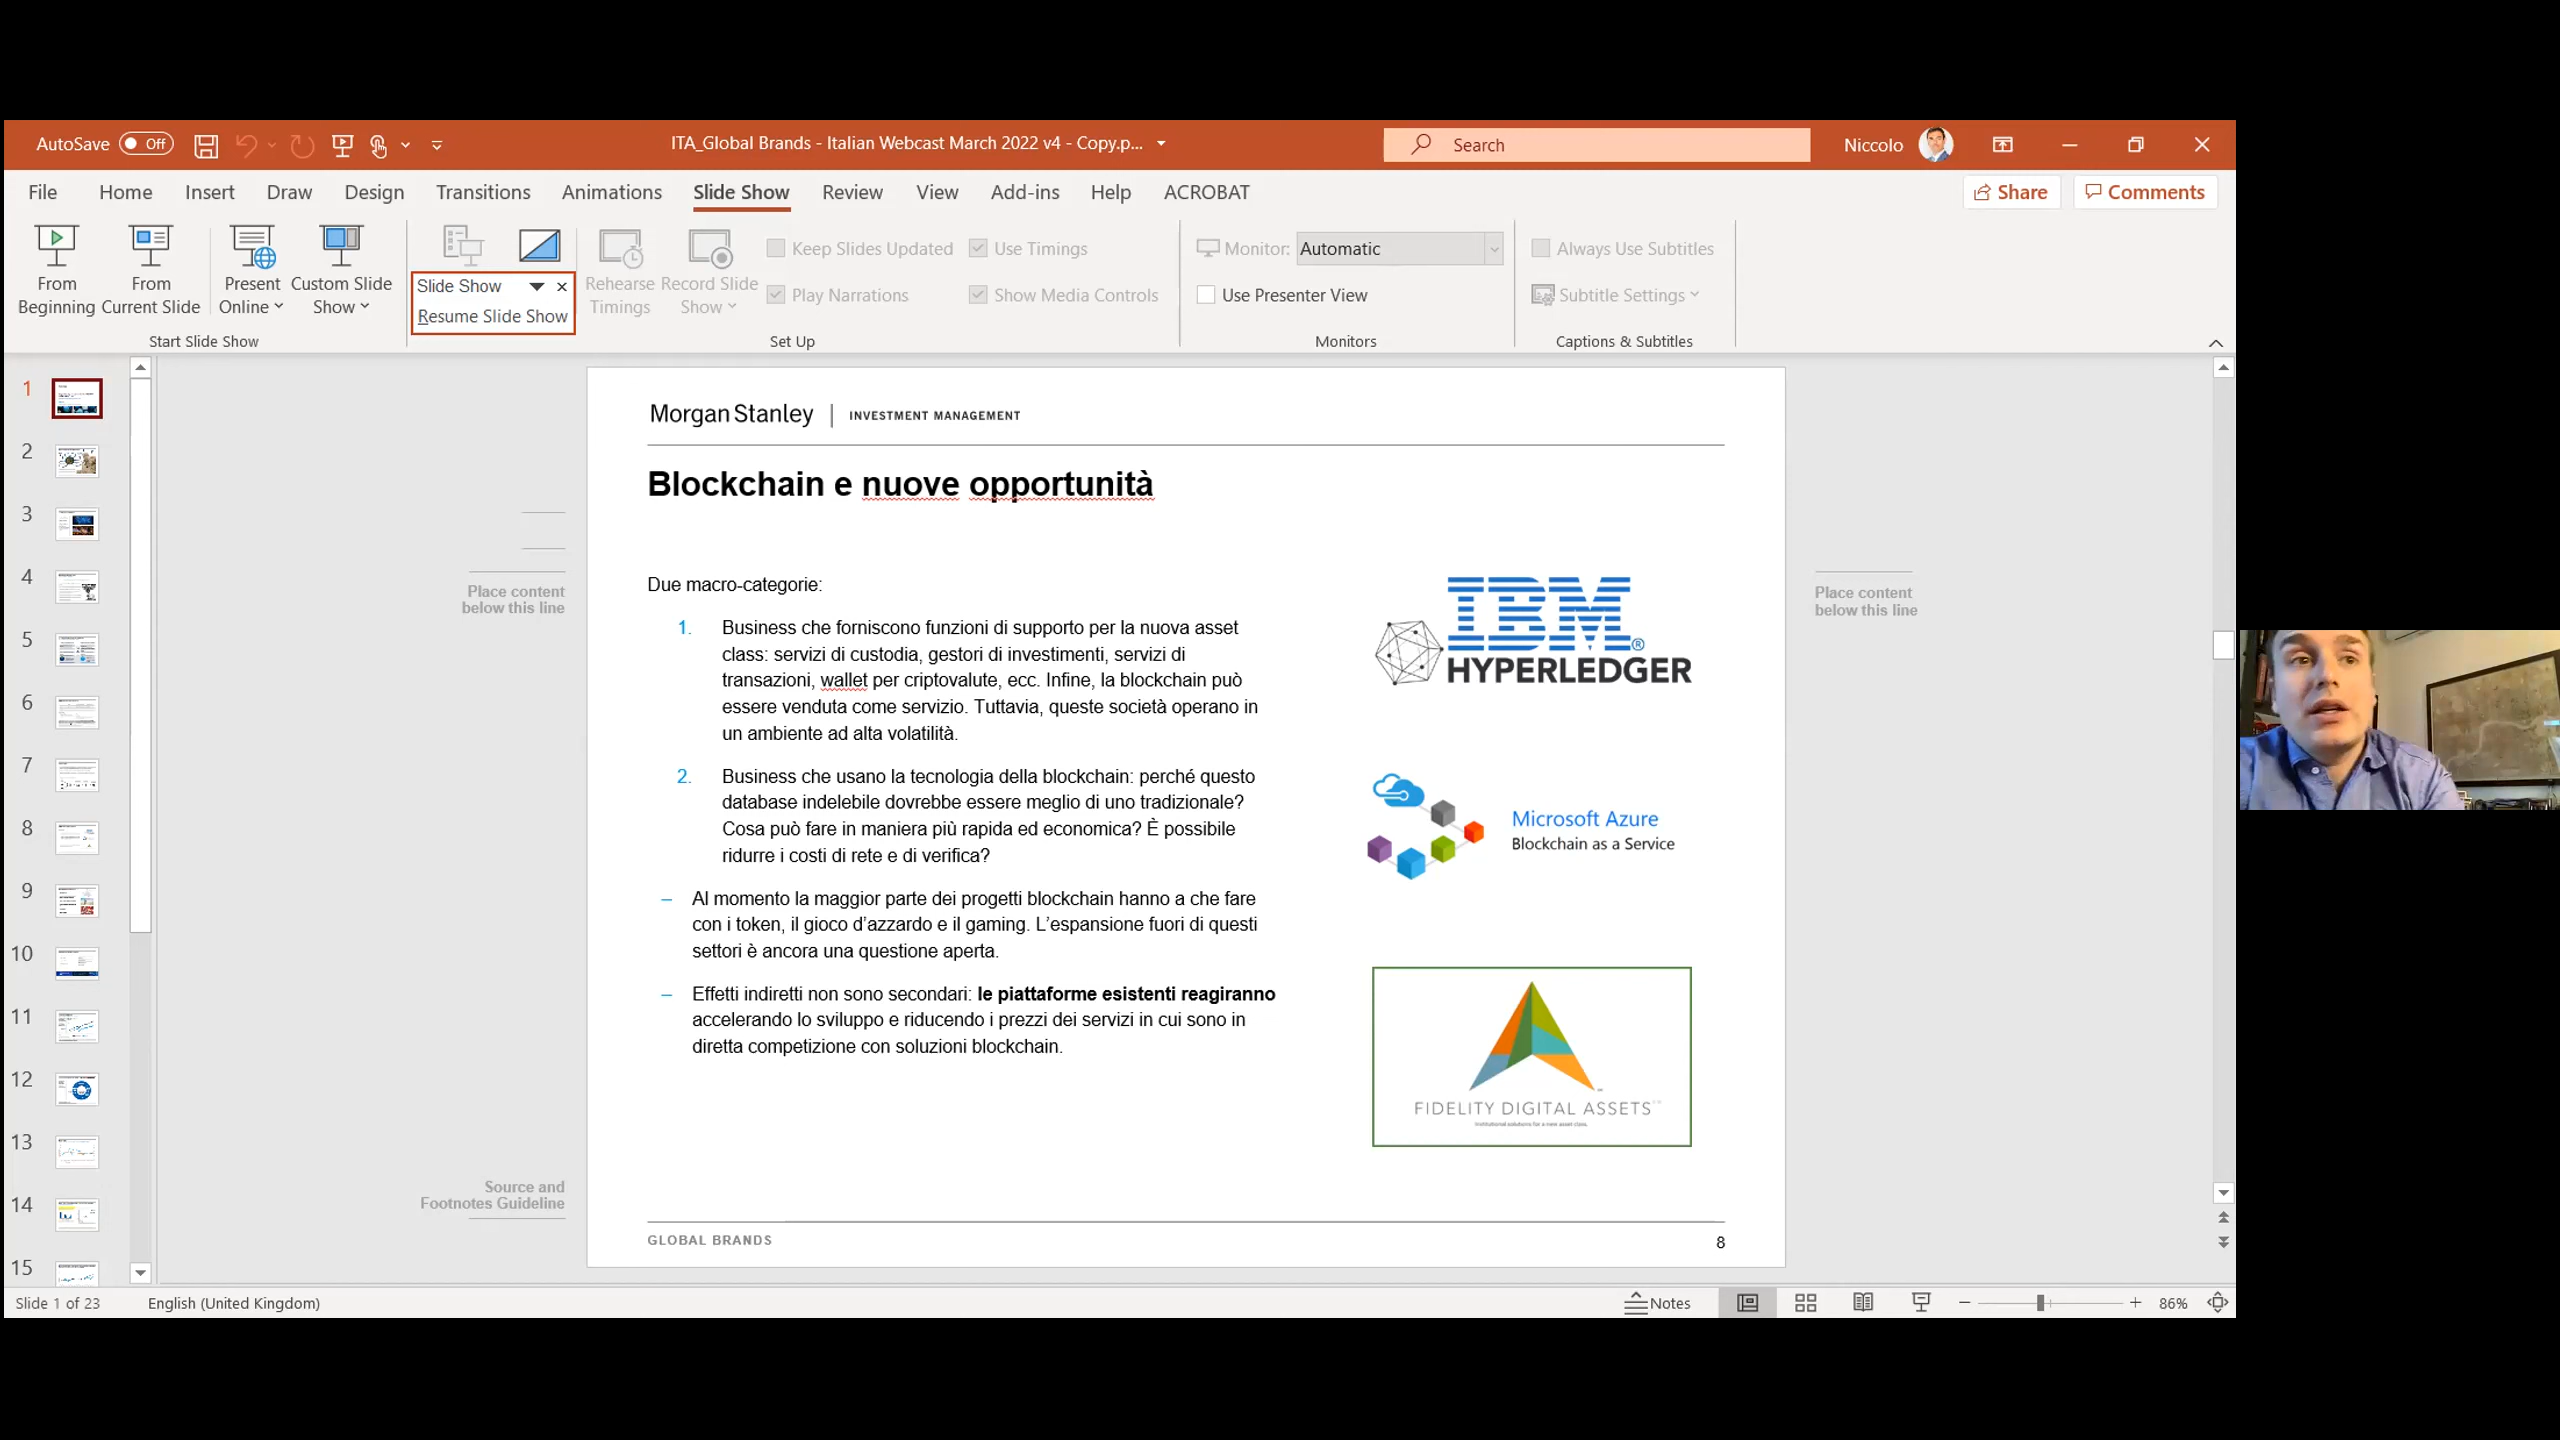 AutoSave Off
ITA_Global Brands - Italian Webcast March 2022 v4 - Copy.p...
Search
Niccolo
File Home Insert Draw Design Transitions Animations Slide Show Review View Add-ins Help ACROBAT
Share Comments
From Beginning
From Current Slide
Present Online
Custom Slide Show
Start Slide Show
Slide Show
Resume Slide Show
Rehearse Timings
Record Slide Show
Keep Slides Updated
Play Narrations
Use Timings
Show Media Controls
Set Up
Monitor: Automatic
Use Presenter View
Monitors
Always Use Subtitles
Subtitle Settings
Captions & Subtitles
1
2
3
4
5
6
7
8
9
10
11
12
13
14
15
Place content
below this line
Source and
Footnotes Guideline
Morgan Stanley | INVESTMENT MANAGEMENT
Blockchain e nuove opportunità
Due macro-categorie:
1. Business che forniscono funzioni di supporto per la nuova asset
class: servizi di custodia, gestori di investimenti, servizi di
transazioni, wallet per criptovalute, ecc. Infine, la blockchain può
essere venduta come servizio. Tuttavia, queste società operano in
un ambiente ad alta volatilità.
2. Business che usano la tecnologia della blockchain: perché questo
database indelebile dovrebbe essere meglio di uno tradizionale?
Cosa può fare in maniera più rapida ed economica? È possibile
ridurre i costi di rete e di verifica?
– Al momento la maggior parte dei progetti blockchain hanno a che fare
con i token, il gioco d’azzardo e il gaming. L’espansione fuori di questi
settori è ancora una questione aperta.
– Effetti indiretti non sono secondari: le piattaforme esistenti reagiranno
accelerando lo sviluppo e riducendo i prezzi dei servizi in cui sono in
diretta competizione con soluzioni blockchain.
IBM®
HYPERLEDGER
Microsoft Azure
Blockchain as a Service
FIDELITY DIGITAL ASSETS
Institutional solutions for a new asset class.
GLOBAL BRANDS
8
Place content
below this line
Slide 1 of 23
English (United Kingdom)
Notes
86%